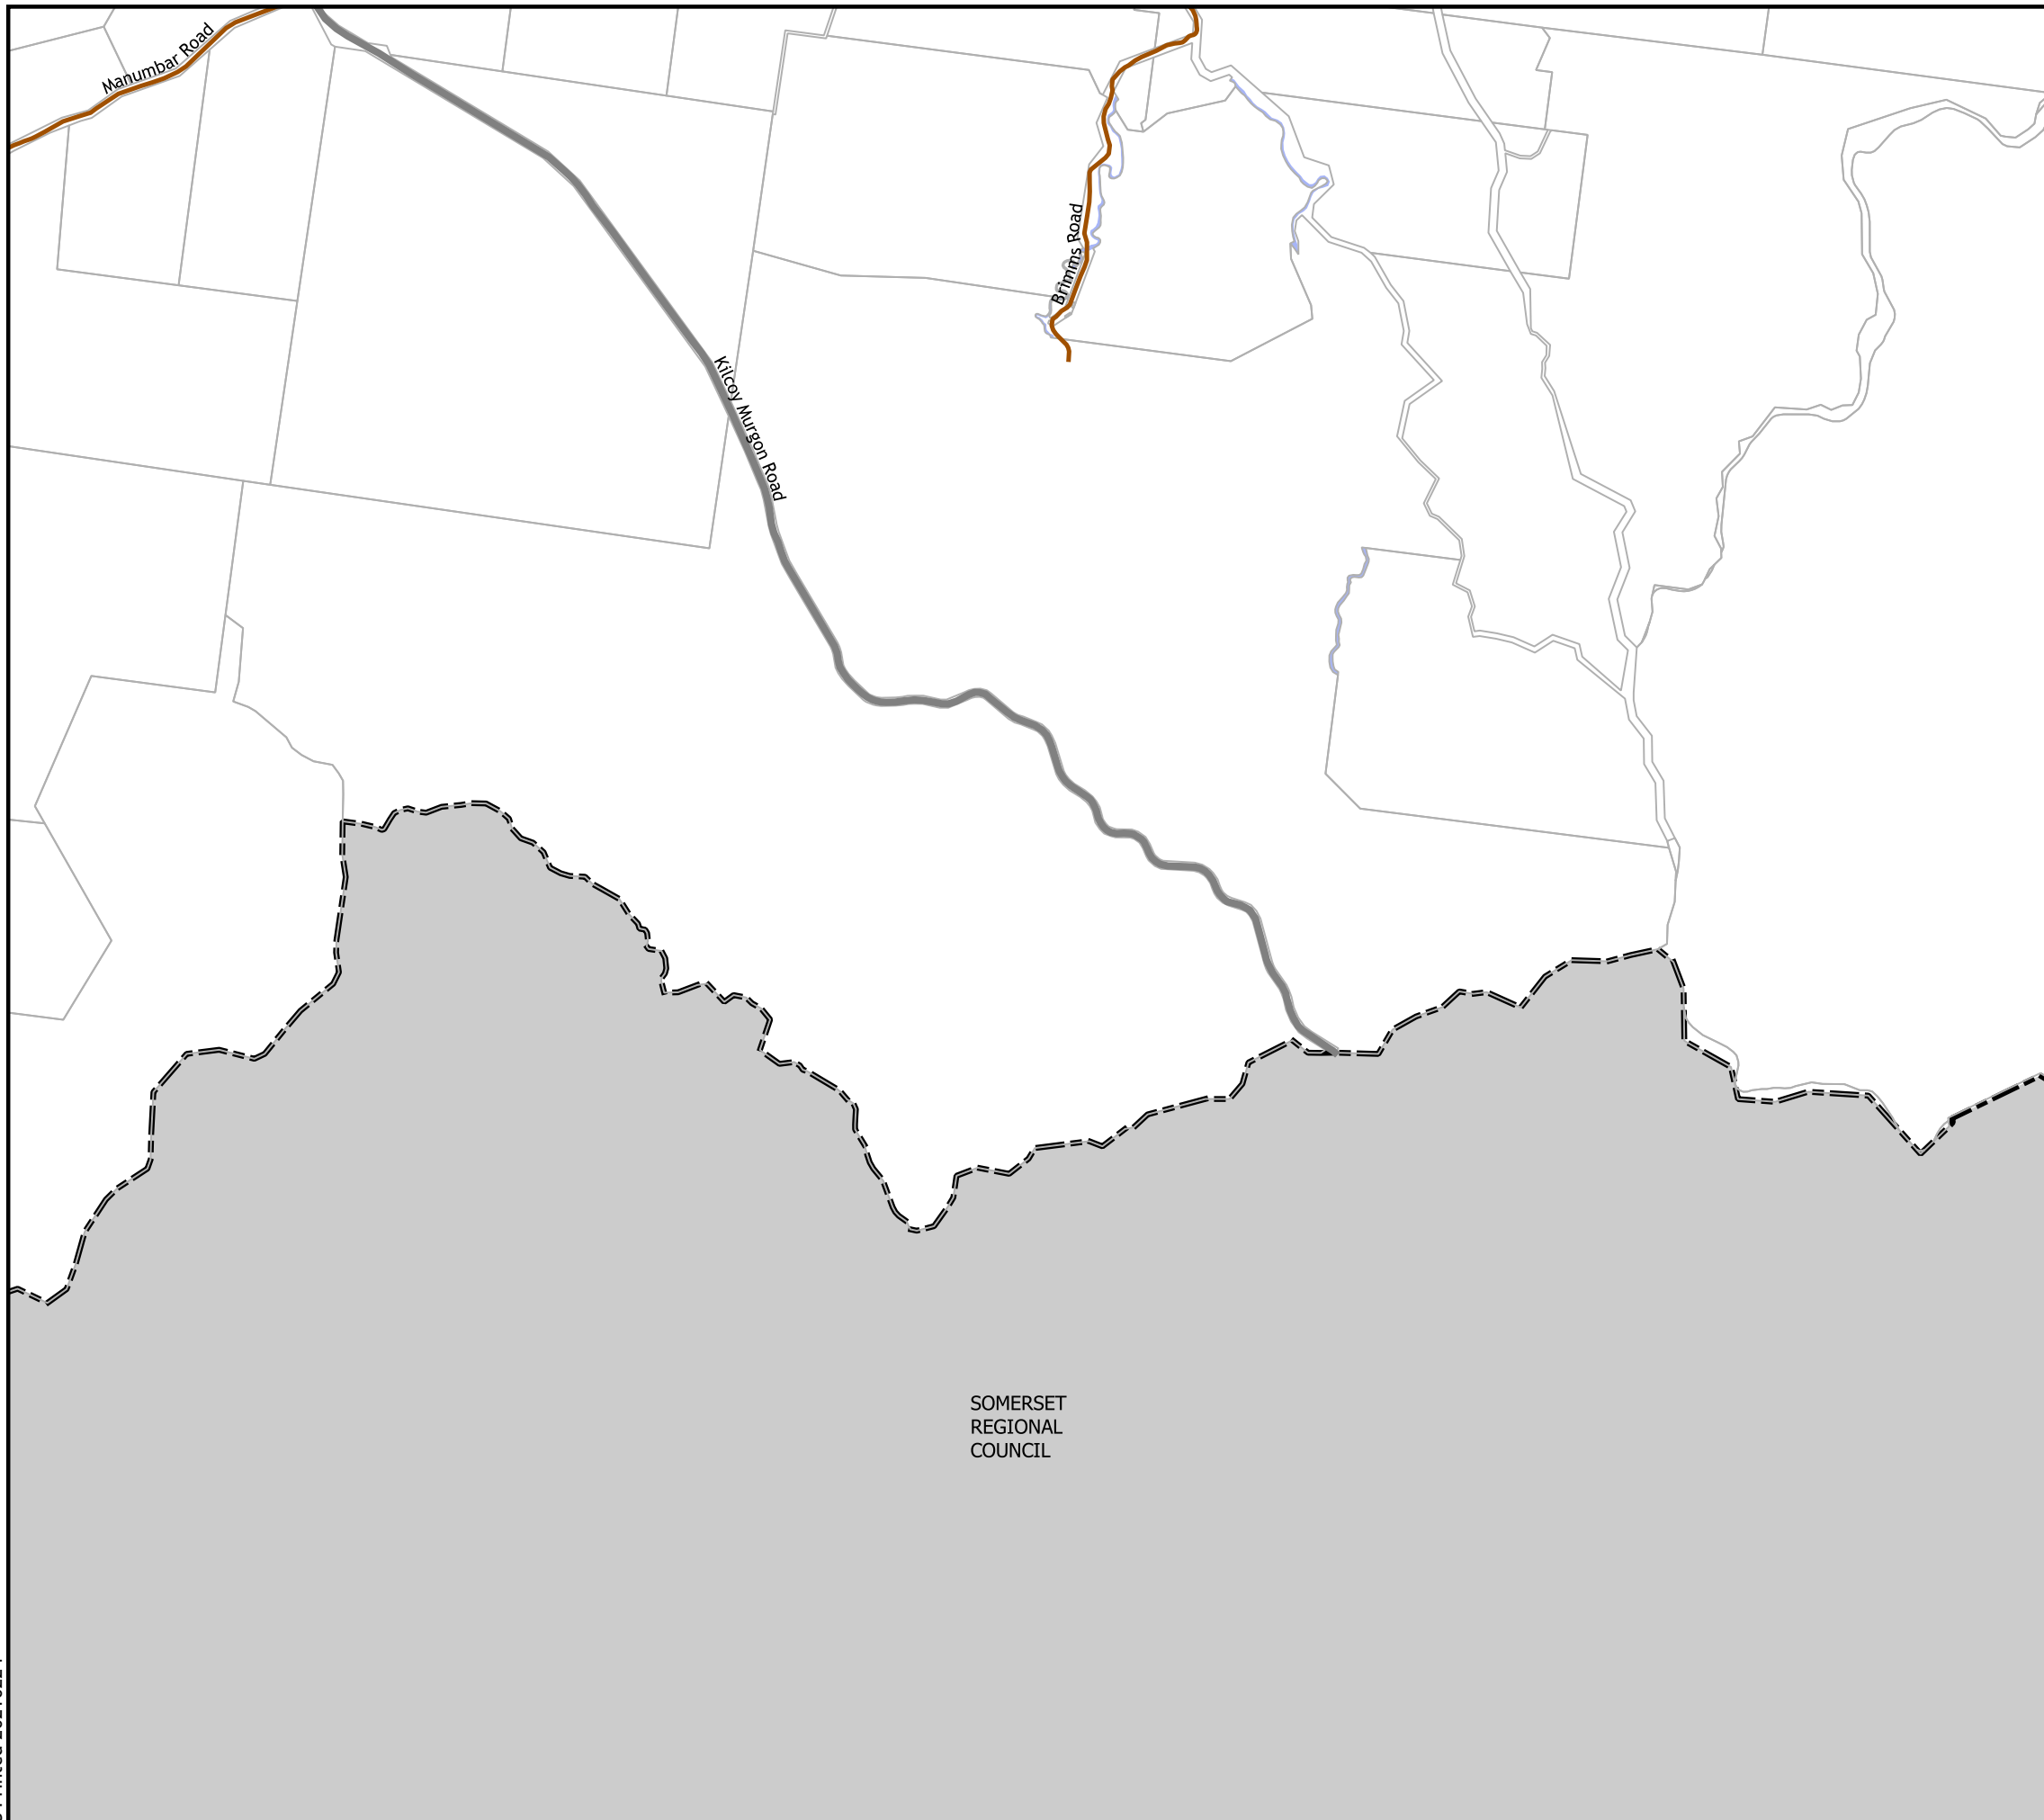 Manumbar Road
Brimms Road
Kilcoy Murgon Road
SOMERSET
REGIONAL
COUNCIL